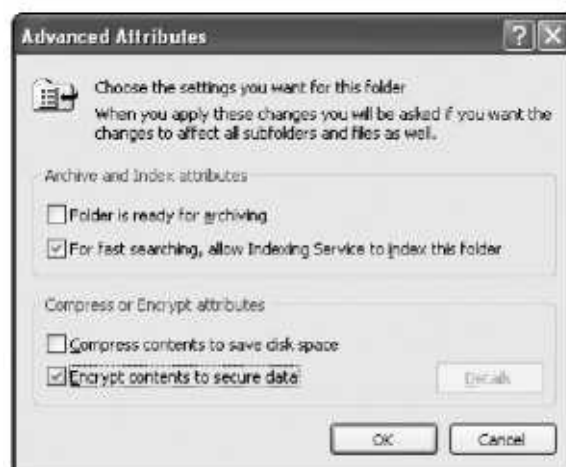 Advanced Attributes
Choose the settings you want for this folder
When you apply these changes you will be asked if you want the
changes to affect all subfolders and files as well.
Archive and Index attributes
Folder is ready for archiving
For fast searching, allow Indexing Service to index this folder
Compress or Encrypt attributes
Compress contents to save disk space
Encrypt contents to secure data
Details
OK
Cancel